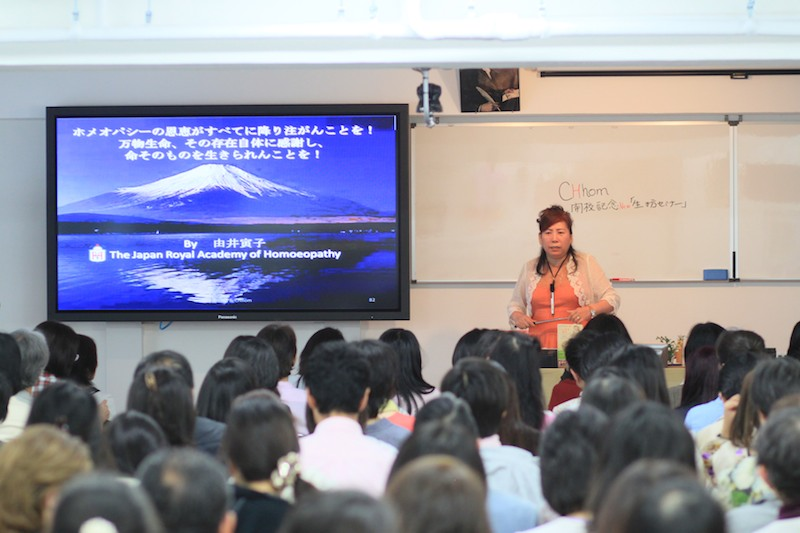 ホメオパシーの恩恵がすべてに降り注がんことを！
万物生命、その存在自体に感謝し、
命そのものを生きられんことを！
By 由井寅子
The Japan Royal Academy of Homoeopathy
82
Panasonic
CHhom
開校記念